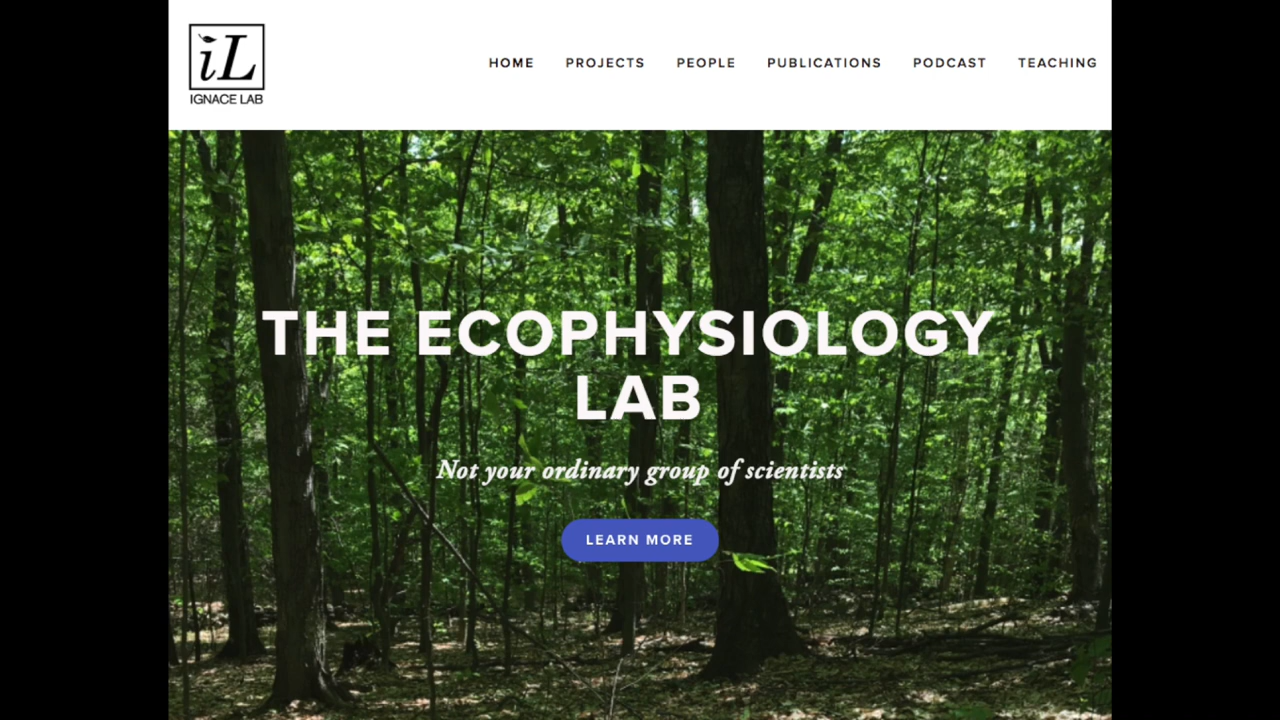 iL
IGNACE LAB
HOME PROJECTS PEOPLE PUBLICATIONS PODCAST TEACHING
THE ECOPHYSIOLOGY
LAB
Not your ordinary group of scientists
LEARN MORE